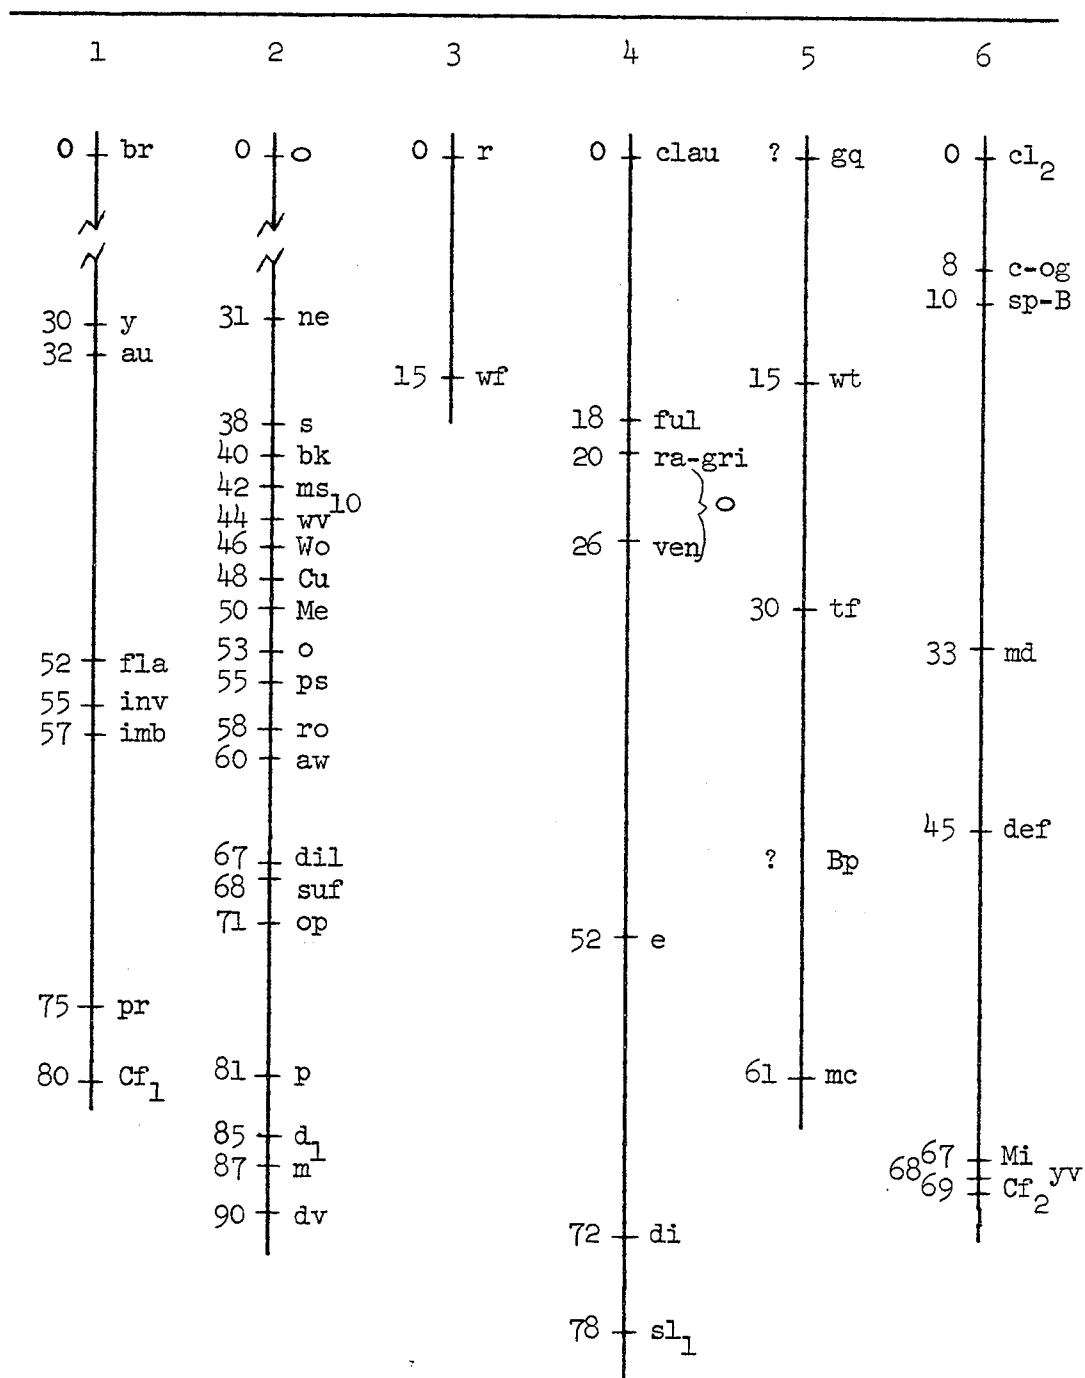 1 2 3 4 5 6
0 br
30 y
32 au
52 fla
55 inv
57 imb
75 pr
80 Cf1
0 0
31 ne
38 s
40 bk
42 ms10
44 wv
46 Wo
48 Cu
50 Me
53 o
55 ps
58 ro
60 aw
67 dil
68 suf
71 op
81 p
85 d1
87 m
90 dv
0 r
15 wf
0 clau
18 ful
20 ra-gri
0
26 ven
52 e
72 di
78 sl1
? gq
15 wt
30 tf
? Bp
61 mc
0 cl2
8 c-og
10 sp-B
33 md
45 def
67 Mi
68 yv
69 Cf2